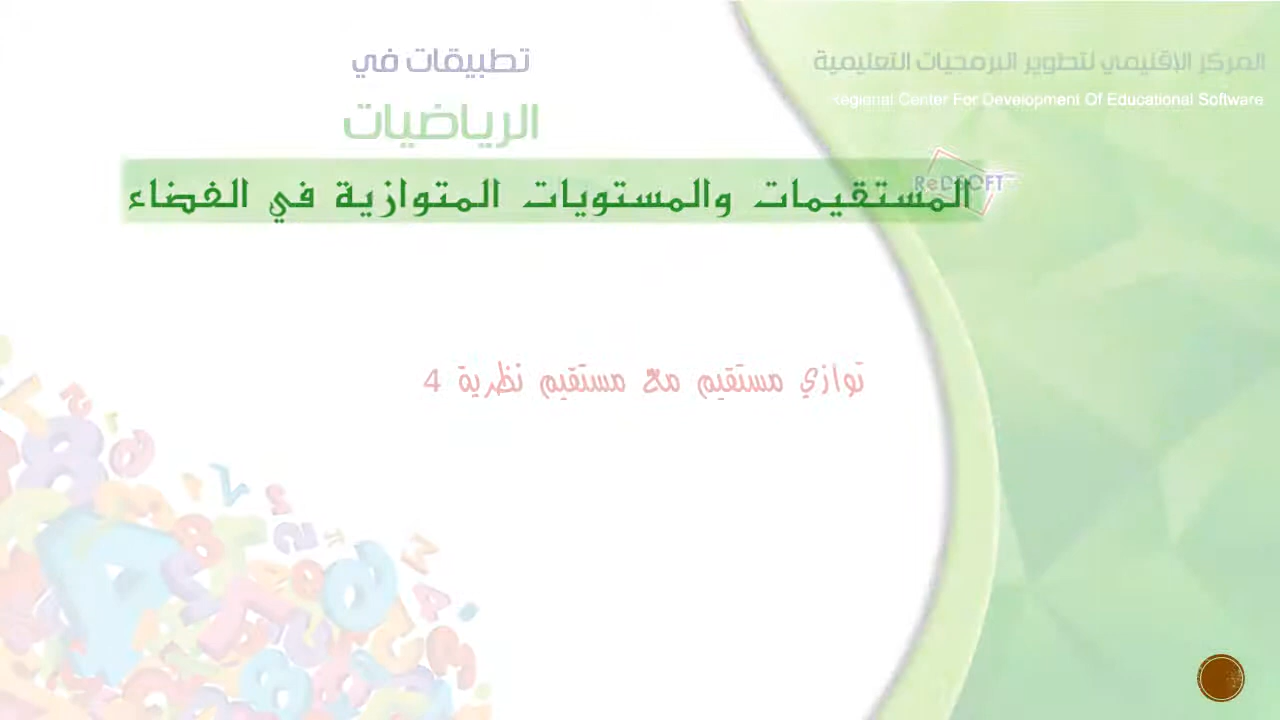 المركز الإقليمي لتطوير البرمجيات التعليمية
Regional Center For Development Of Educational Software
ReDSOFT
تطبيقات في
الرياضيات
المستقيمات والمستويات المتوازية في الفضاء
توازي مستقيم مع مستقيم نظرية 4